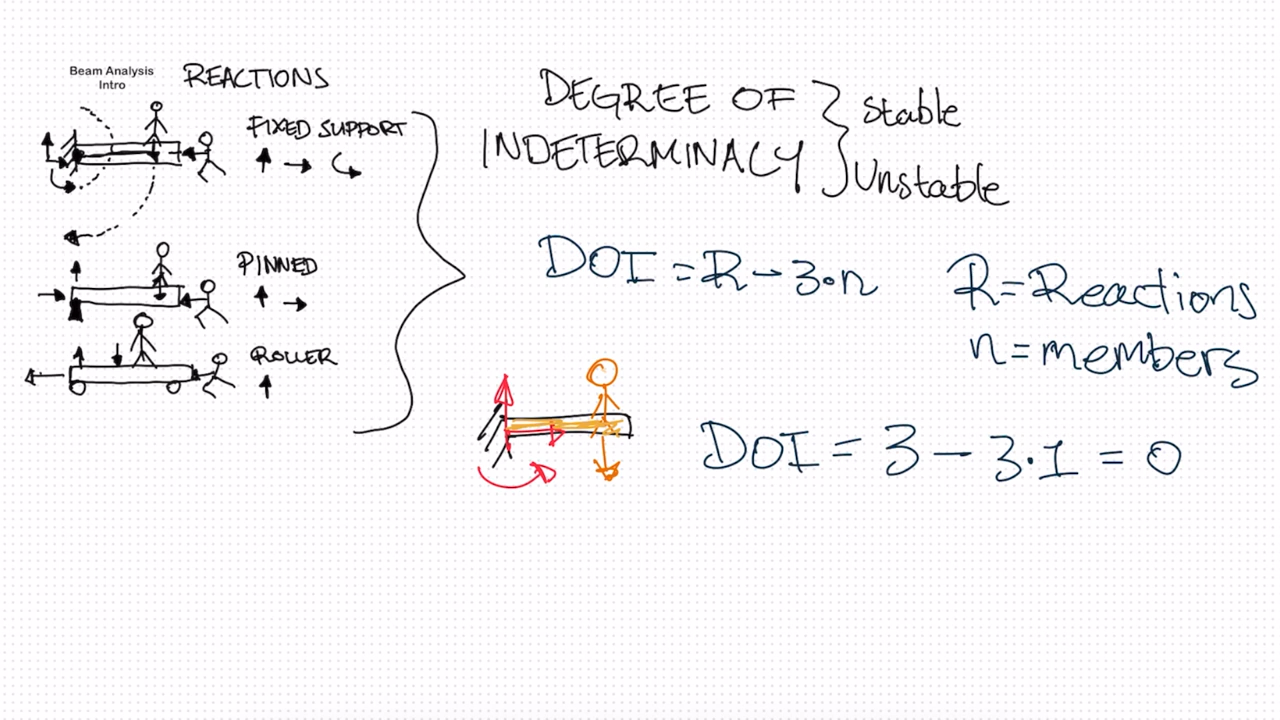 Beam Analysis
Intro
REACTIONS
FIXED SUPPORT
PINNED
ROLLER
DEGREE OF
INDETERMINACY
Stable
Unstable
DOI = R - 3·n
R = Reactions
n = members
DOI = 3 - 3·1 = 0